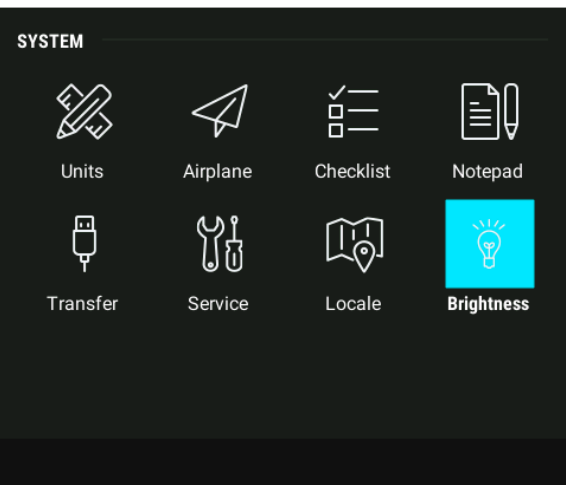 SYSTEM
Units Airplane Checklist Notepad
Transfer Service Locale Brightness